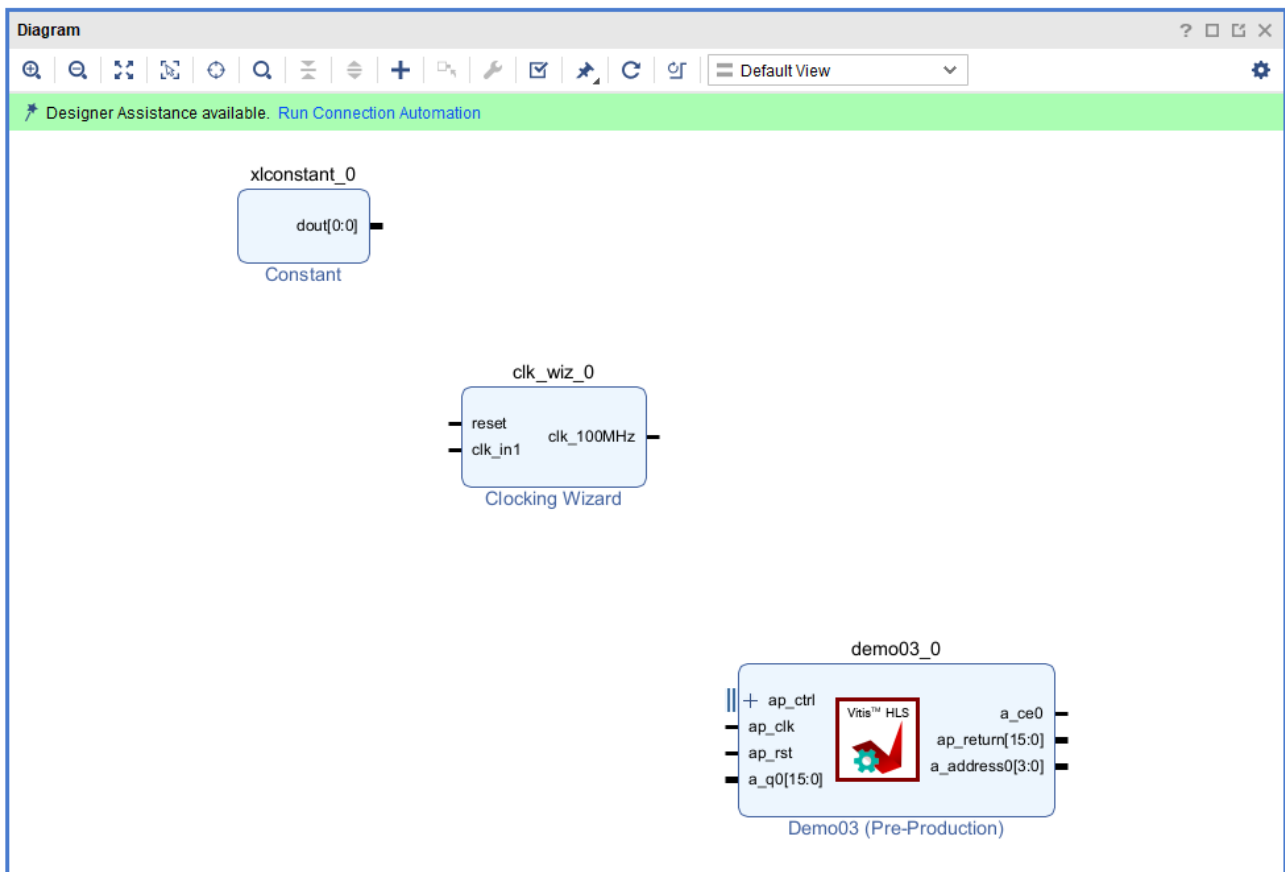 Diagram
Default View
Designer Assistance available. Run Connection Automation
xlconstant_0
dout[0:0]
Constant
clk_wiz_0
reset
clk_100MHz
clk_in1
Clocking Wizard
demo03_0
ap_ctrl
ap_clk
ap_rst
a_q0[15:0]
Vitis™ HLS
a_ce0
ap_return[15:0]
a_address0[3:0]
Demo03 (Pre-Production)